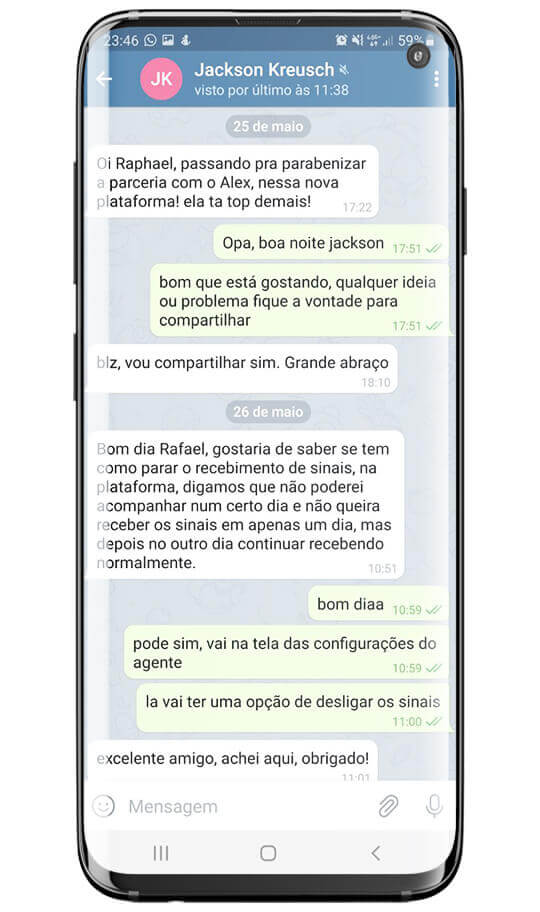 23:46
59%
JK
Jackson Kreusch
visto por último às 11:38
25 de maio
Oi Raphael, passando pra parabenizar
a parceria com o Alex, nessa nova
plataforma! ela ta top demais!
17:22
Opa, boa noite jackson
17:51
bom que está gostando, qualquer ideia
ou problema fique a vontade para
compartilhar
17:51
blz, vou compartilhar sim. Grande abraço
18:10
26 de maio
Bom dia Rafael, gostaria de saber se tem
como parar o recebimento de sinais, na
plataforma, digamos que não poderei
acompanhar num certo dia e não queira
receber os sinais em apenas um dia, mas
depois no outro dia continuar recebendo
normalmente.
10:51
bom diaa
10:59
pode sim, vai na tela das configurações do
agente
10:59
la vai ter uma opção de desligar os sinais
11:00
excelente amigo, achei aqui, obrigado!
11:01
Mensagem